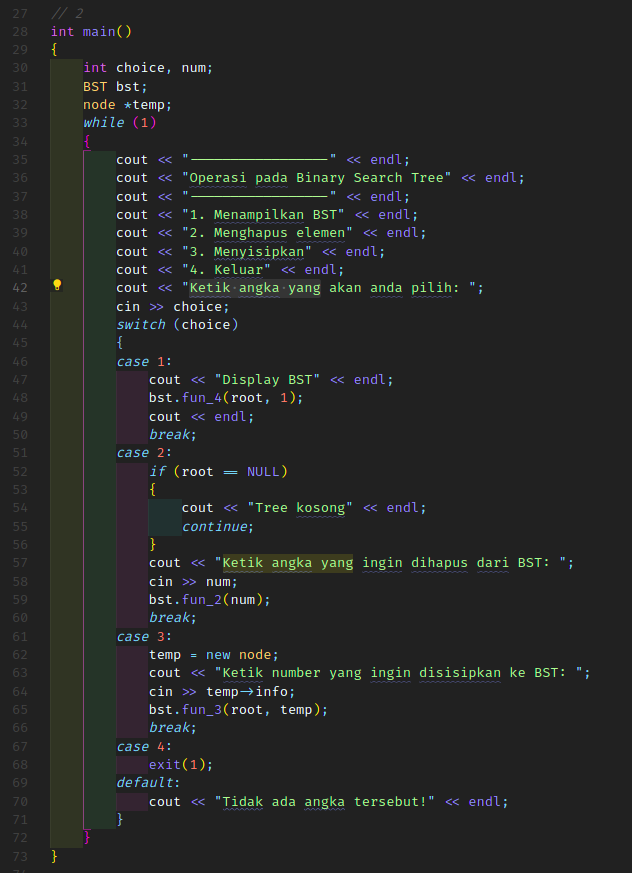 27 // 2
28 int main()
29 {
30 int choice, num;
31 BST bst;
32 node *temp;
33 while (1)
34 {
35 cout << "-----------------" << endl;
36 cout << "Operasi pada Binary Search Tree" << endl;
37 cout << "-----------------" << endl;
38 cout << "1. Menampilkan BST" << endl;
39 cout << "2. Menghapus elemen" << endl;
40 cout << "3. Menyisipkan" << endl;
41 cout << "4. Keluar" << endl;
42 cout << "Ketik angka yang akan anda pilih: ";
43 cin >> choice;
44 switch (choice)
45 {
46 case 1:
47 cout << "Display BST" << endl;
48 bst.fun_4(root, 1);
49 cout << endl;
50 break;
51 case 2:
52 if (root == NULL)
53 {
54 cout << "Tree kosong" << endl;
55 continue;
56 }
57 cout << "Ketik angka yang ingin dihapus dari BST: ";
58 cin >> num;
59 bst.fun_2(num);
60 break;
61 case 3:
62 temp = new node;
63 cout << "Ketik number yang ingin disisipkan ke BST: ";
64 cin >> temp->info;
65 bst.fun_3(root, temp);
66 break;
67 case 4:
68 exit(1);
69 default:
70 cout << "Tidak ada angka tersebut!" << endl;
71 }
72 }
73 }